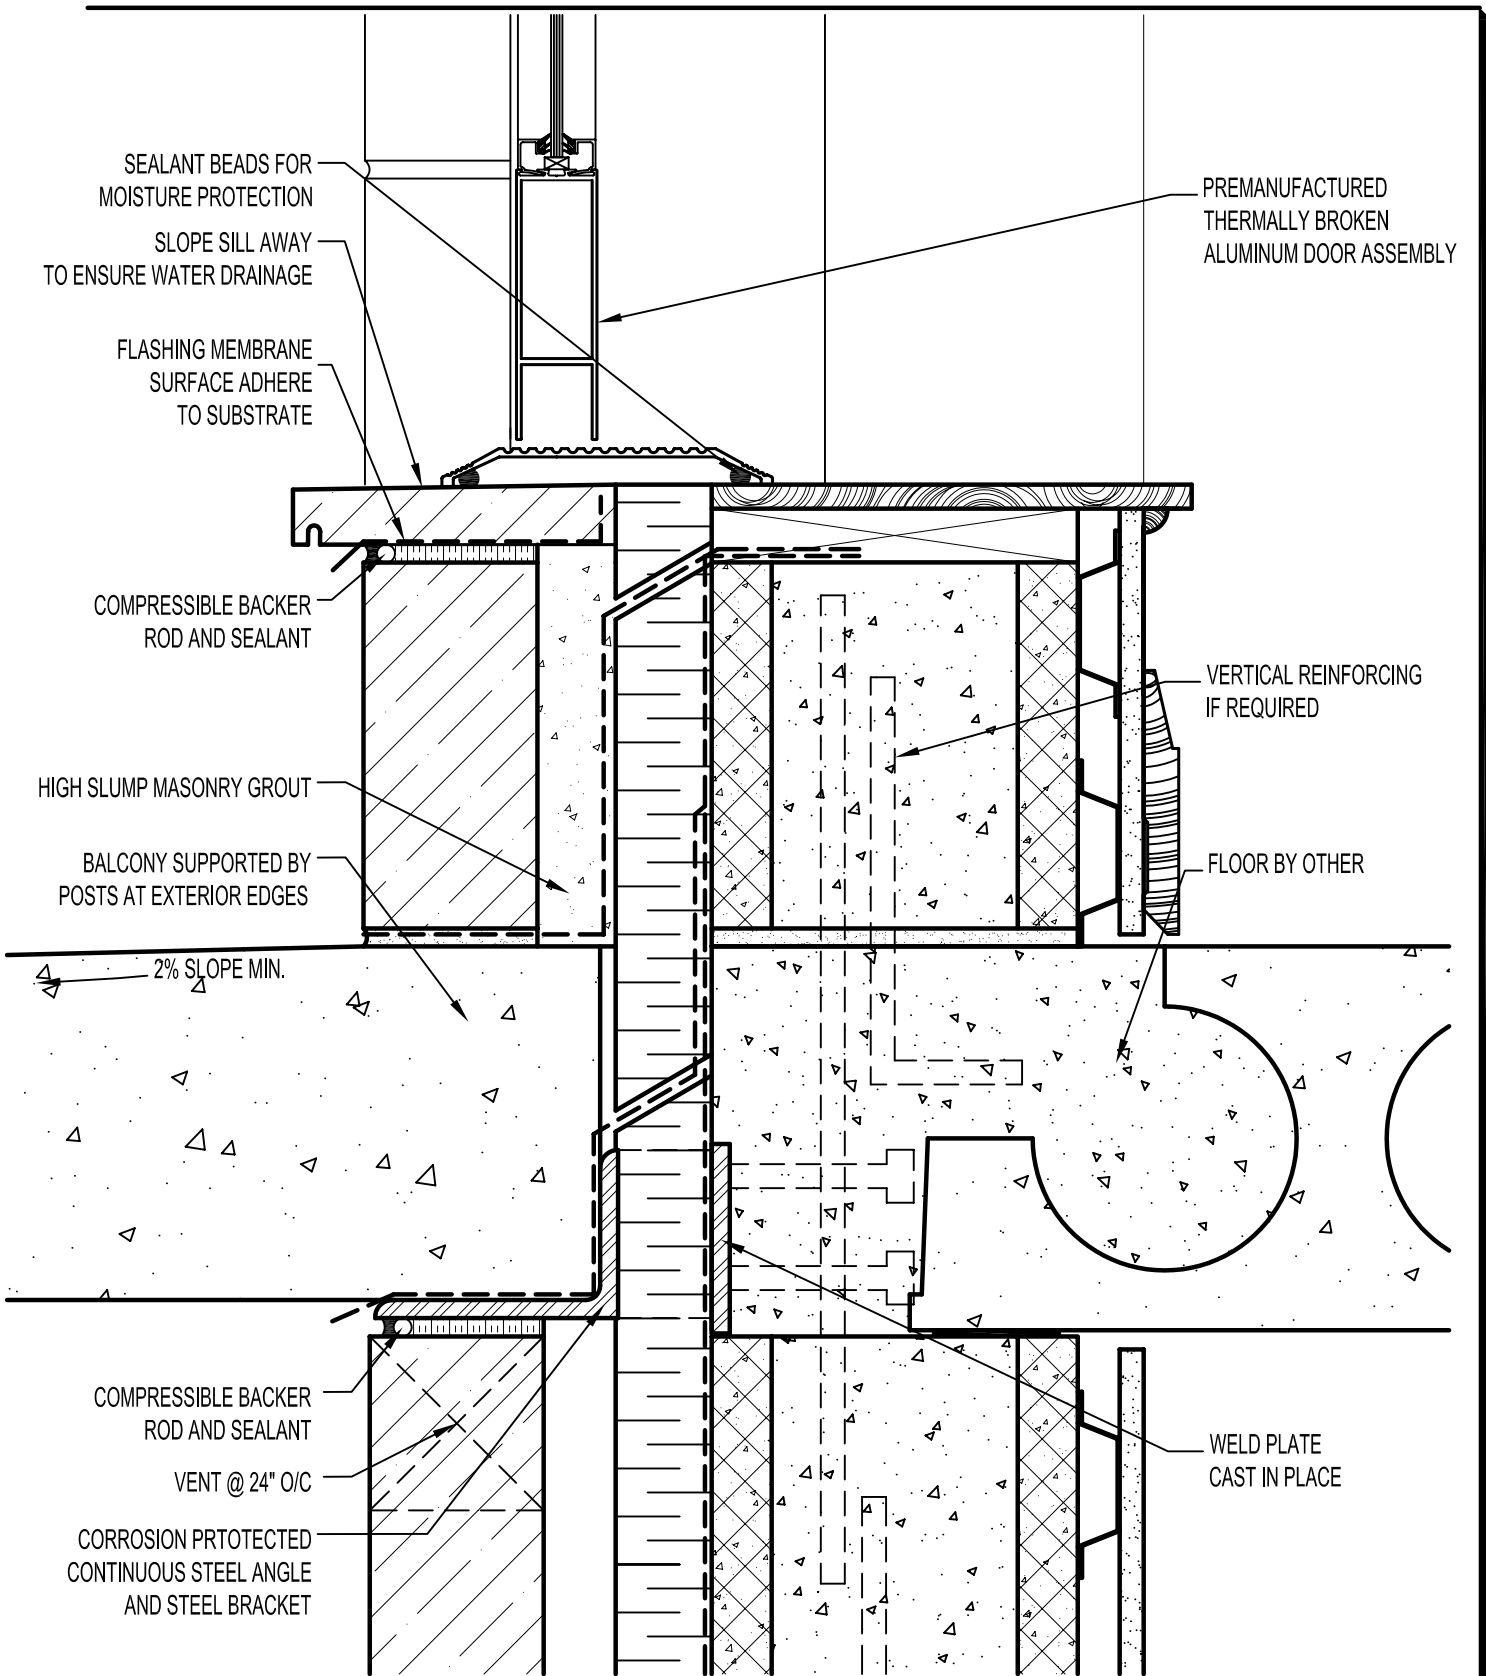 SEALANT BEADS FOR
MOISTURE PROTECTION
SLOPE SILL AWAY
TO ENSURE WATER DRAINAGE
FLASHING MEMBRANE
SURFACE ADHERE
TO SUBSTRATE
COMPRESSIBLE BACKER
ROD AND SEALANT
HIGH SLUMP MASONRY GROUT
BALCONY SUPPORTED BY
POSTS AT EXTERIOR EDGES
2% SLOPE MIN.
COMPRESSIBLE BACKER
ROD AND SEALANT
VENT @ 24" O/C
CORROSION PRTOTECTED
CONTINUOUS STEEL ANGLE
AND STEEL BRACKET
PREMANUFACTURED
THERMALLY BROKEN
ALUMINUM DOOR ASSEMBLY
VERTICAL REINFORCING
IF REQUIRED
FLOOR BY OTHER
WELD PLATE
CAST IN PLACE